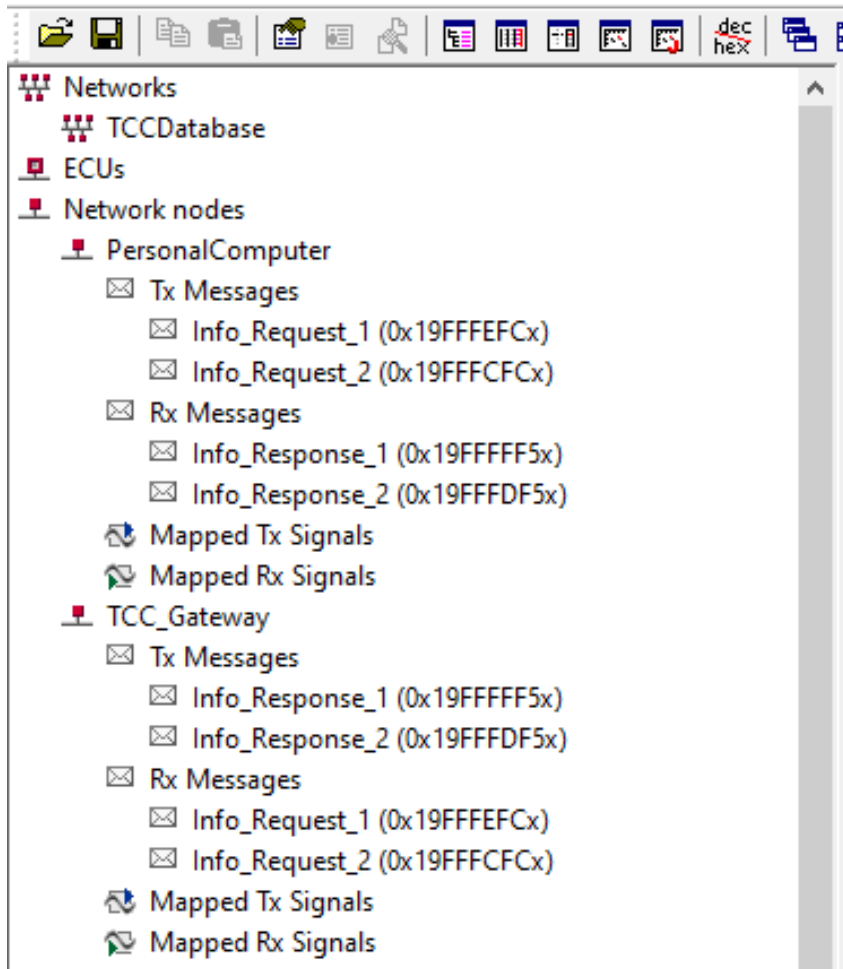 dec
hex
Networks
TCCDatabase
ECUs
Network nodes
PersonalComputer
Tx Messages
Info_Request_1 (0x19FFFEFCx)
Info_Request_2 (0x19FFFCFCx)
Rx Messages
Info_Response_1 (0x19FFFFF5x)
Info_Response_2 (0x19FFFDF5x)
Mapped Tx Signals
Mapped Rx Signals
TCC_Gateway
Tx Messages
Info_Response_1 (0x19FFFFF5x)
Info_Response_2 (0x19FFFDF5x)
Rx Messages
Info_Request_1 (0x19FFFEFCx)
Info_Request_2 (0x19FFFCFCx)
Mapped Tx Signals
Mapped Rx Signals